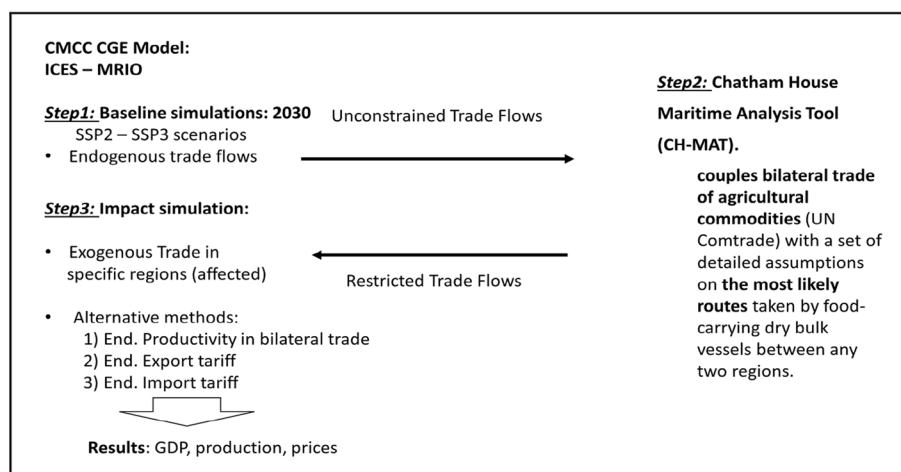 CMCC CGE Model:
ICES – MRIO
Step1: Baseline simulations: 2030
SSP2 – SSP3 scenarios
• Endogenous trade flows
Unconstrained Trade Flows
Step2: Chatham House
Maritime Analysis Tool
(CH-MAT).
couples bilateral trade
of agricultural
commodities (UN
Comtrade) with a set of
detailed assumptions
on the most likely
routes taken by food-
carrying dry bulk
vessels between any
two regions.
Step3: Impact simulation:
• Exogenous Trade in
specific regions (affected)
Restricted Trade Flows
• Alternative methods:
1) End. Productivity in bilateral trade
2) End. Export tariff
3) End. Import tariff
Results: GDP, production, prices